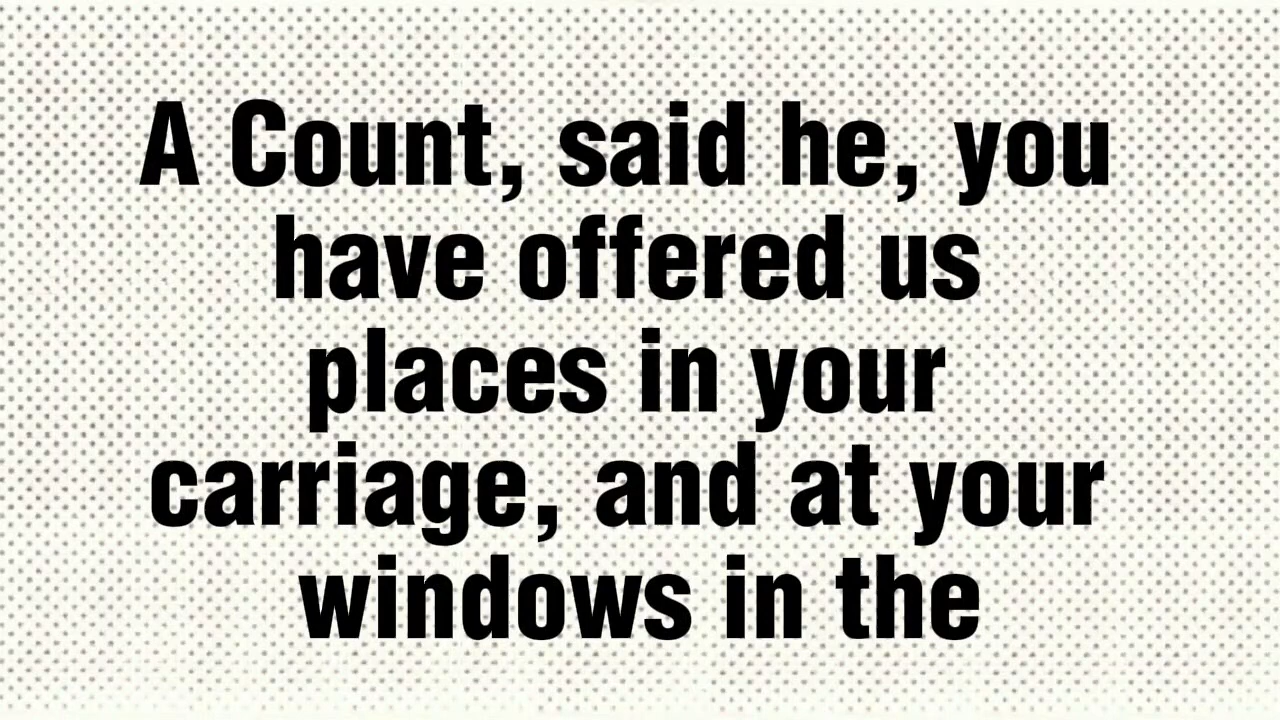 A Count, said he, you
have offered us
places in your
carriage, and at your
windows in the